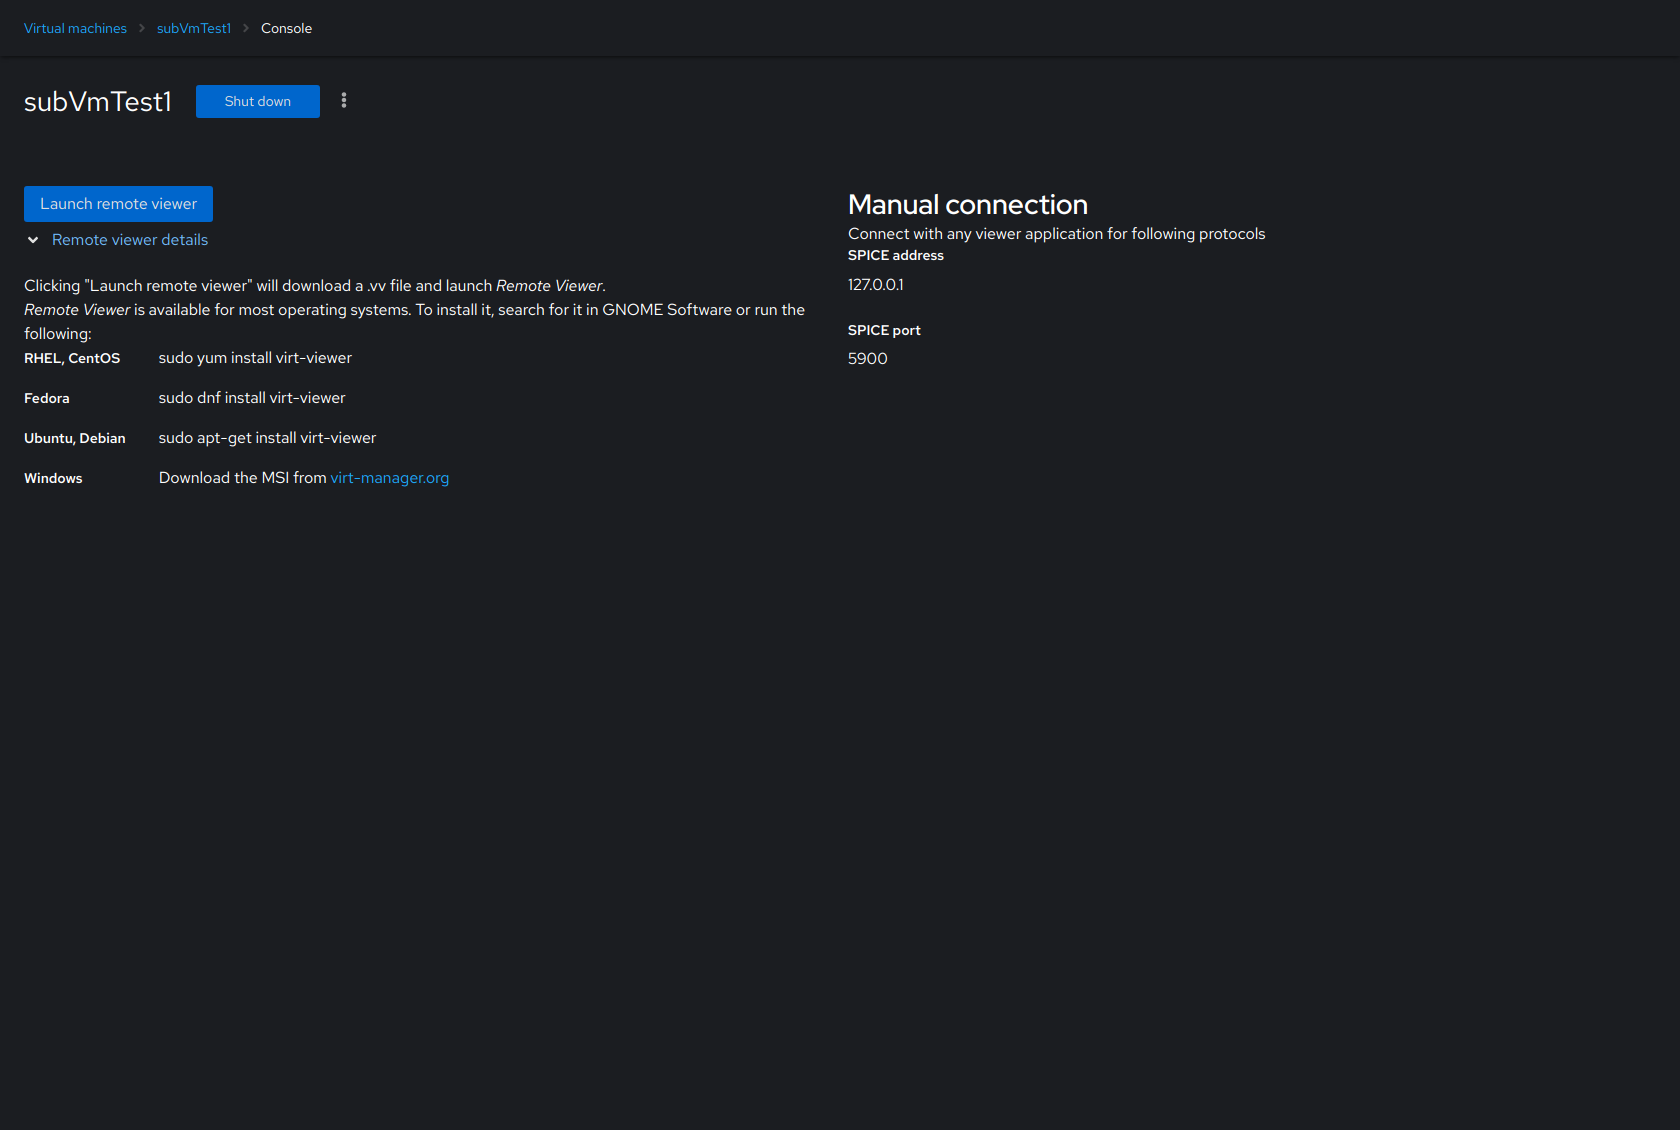 Virtual machines > subVmTest1 > Console
subVmTest1
Shut down
Launch remote viewer
Remote viewer details
Clicking "Launch remote viewer" will download a .vv file and launch Remote Viewer.
Remote Viewer is available for most operating systems. To install it, search for it in GNOME Software or run the
following:
RHEL, CentOS sudo yum install virt-viewer
Fedora sudo dnf install virt-viewer
Ubuntu, Debian sudo apt-get install virt-viewer
Windows Download the MSI from virt-manager.org
Manual connection
Connect with any viewer application for following protocols
SPICE address
127.0.0.1
SPICE port
5900